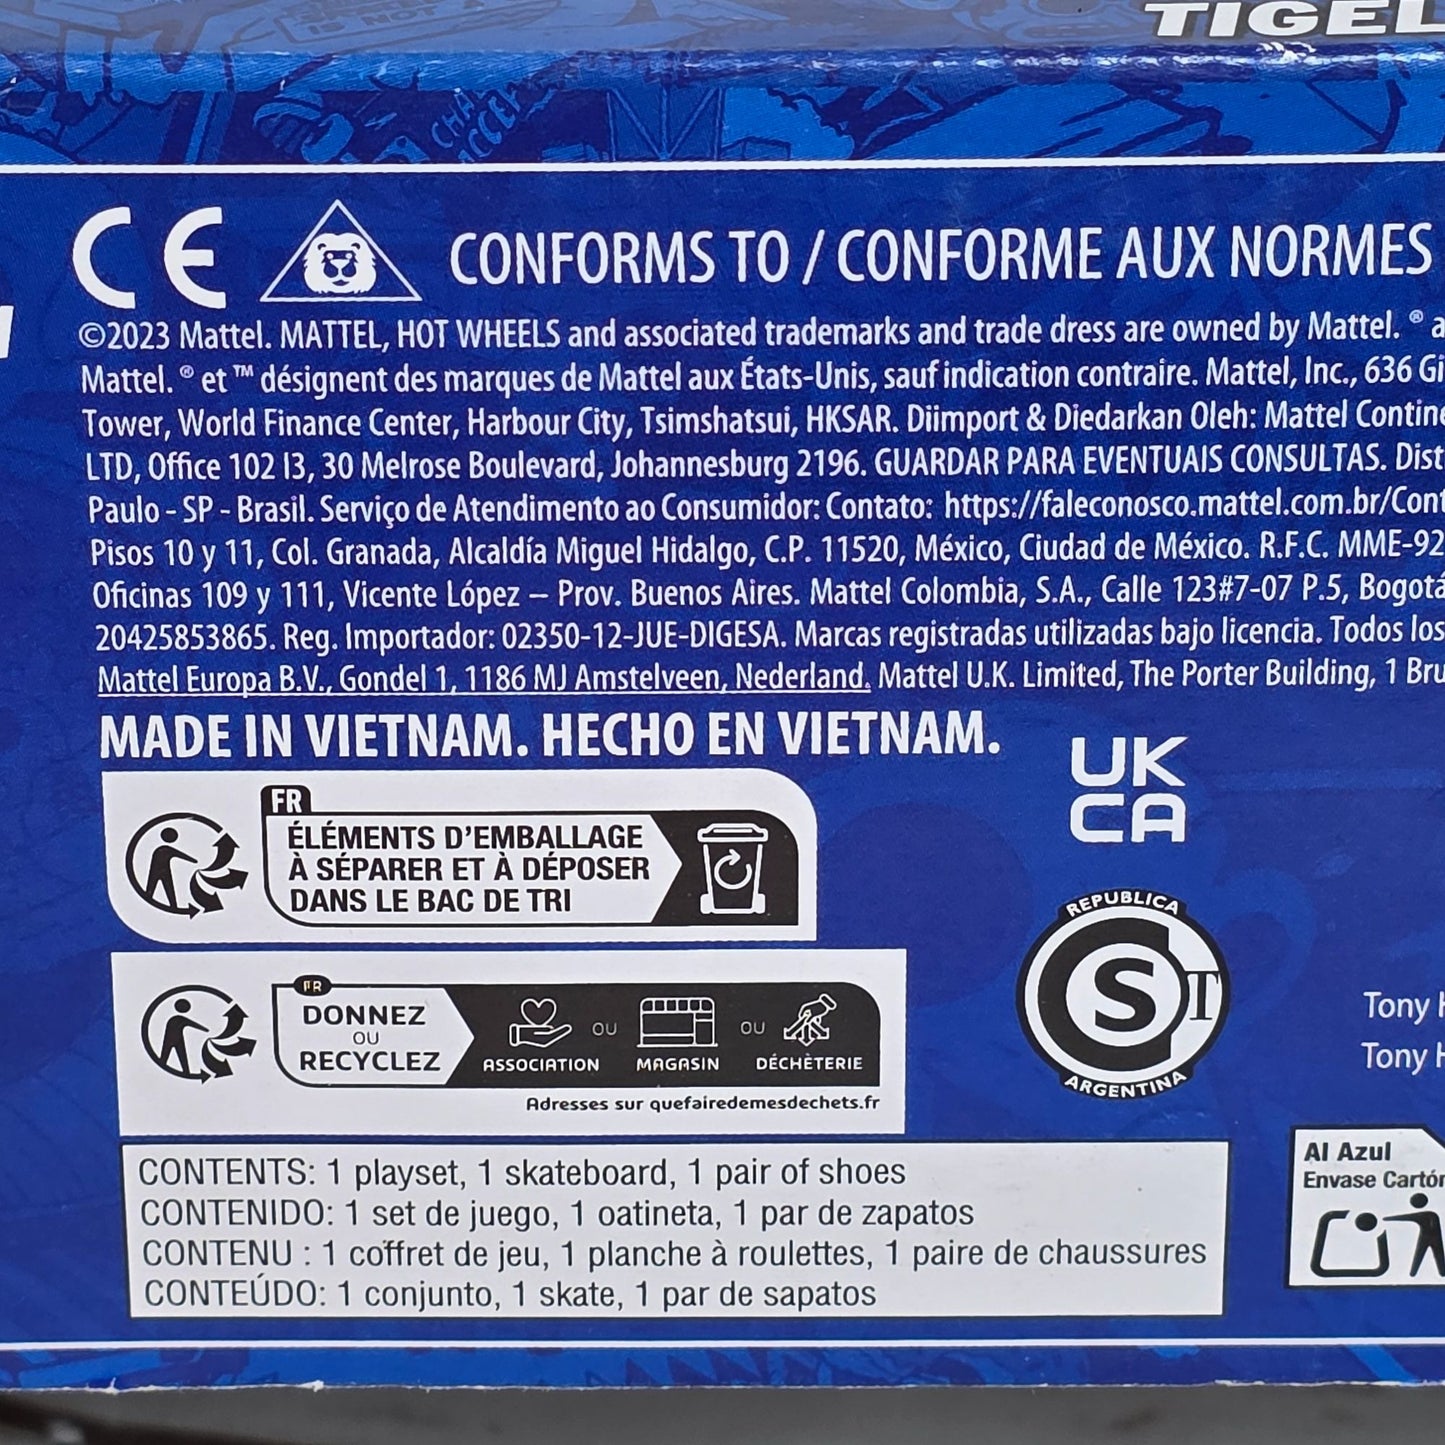 TIGEL
CE CONFORMS TO / CONFORME AUX NORMES
©2023 Mattel. MATTEL, HOT WHEELS and associated trademarks and trade dress are owned by Mattel. ® a
Mattel. ® et ™ désignent des marques de Mattel aux États-Unis, sauf indication contraire. Mattel, Inc., 636 Gi
Tower, World Finance Center, Harbour City, Tsimshatsui, HKSAR. Diimport & Diedarkan Oleh: Mattel Contine
LTD, Office 102 I3, 30 Melrose Boulevard, Johannesburg 2196. GUARDAR PARA EVENTUAIS CONSULTAS. Dist
Paulo - SP - Brasil. Serviço de Atendimento ao Consumidor: Contato: https://faleconosco.mattel.com.br/Cont
Pisos 10 y 11, Col. Granada, Alcaldía Miguel Hidalgo, C.P. 11520, México, Ciudad de México. R.F.C. MME-92
Oficinas 109 y 111, Vicente López – Prov. Buenos Aires. Mattel Colombia, S.A., Calle 123#7-07 P.5, Bogotá
20425853865. Reg. Importador: 02350-12-JUE-DIGESA. Marcas registradas utilizadas bajo licencia. Todos los
Mattel Europa B.V., Gondel 1, 1186 MJ Amstelveen, Nederland. Mattel U.K. Limited, The Porter Building, 1 Bru
MADE IN VIETNAM. HECHO EN VIETNAM.
UK
CA
FR
ÉLÉMENTS D'EMBALLAGE
À SÉPARER ET À DÉPOSER
DANS LE BAC DE TRI
FR
DONNEZ
OU
RECYCLEZ
ASSOCIATION OU MAGASIN OU DÉCHÈTERIE
Adresses sur quefairedemesdechets.fr
REPUBLICA
S T
ARGENTINA
Tony H
Tony H
Al Azul
Envase Cartón
CONTENTS: 1 playset, 1 skateboard, 1 pair of shoes
CONTENIDO: 1 set de juego, 1 oatineta, 1 par de zapatos
CONTENU : 1 coffret de jeu, 1 planche à roulettes, 1 paire de chaussures
CONTEÚDO: 1 conjunto, 1 skate, 1 par de sapatos